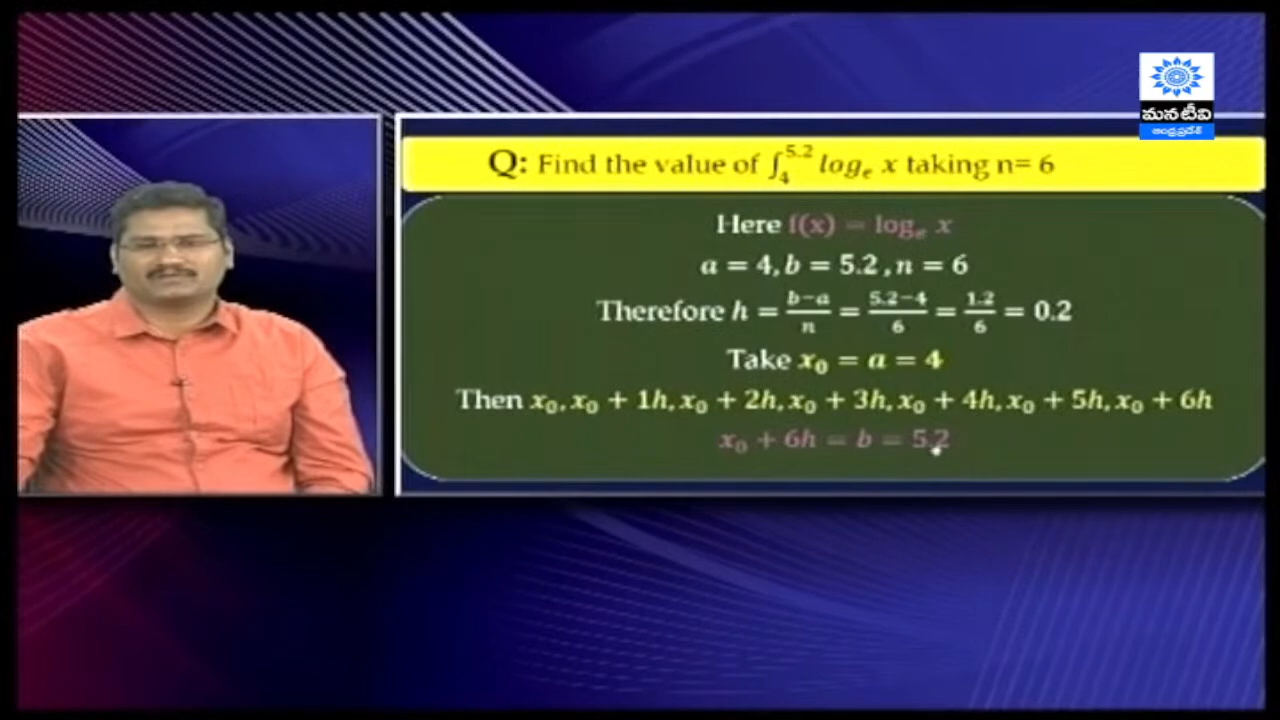 మనటీవి
ఆంధ్రప్రదేశ్
Q: Find the value of ∫₄^5.2 logₑ x taking n= 6
Here f(x) = logₑ x
a = 4, b = 5.2 , n = 6
Therefore h = b−a/n = 5.2−4/6 = 1.2/6 = 0.2
Take x₀ = a = 4
Then x₀, x₀ + 1h, x₀ + 2h, x₀ + 3h, x₀ + 4h, x₀ + 5h, x₀ + 6h
x₀ + 6h = b = 5.2